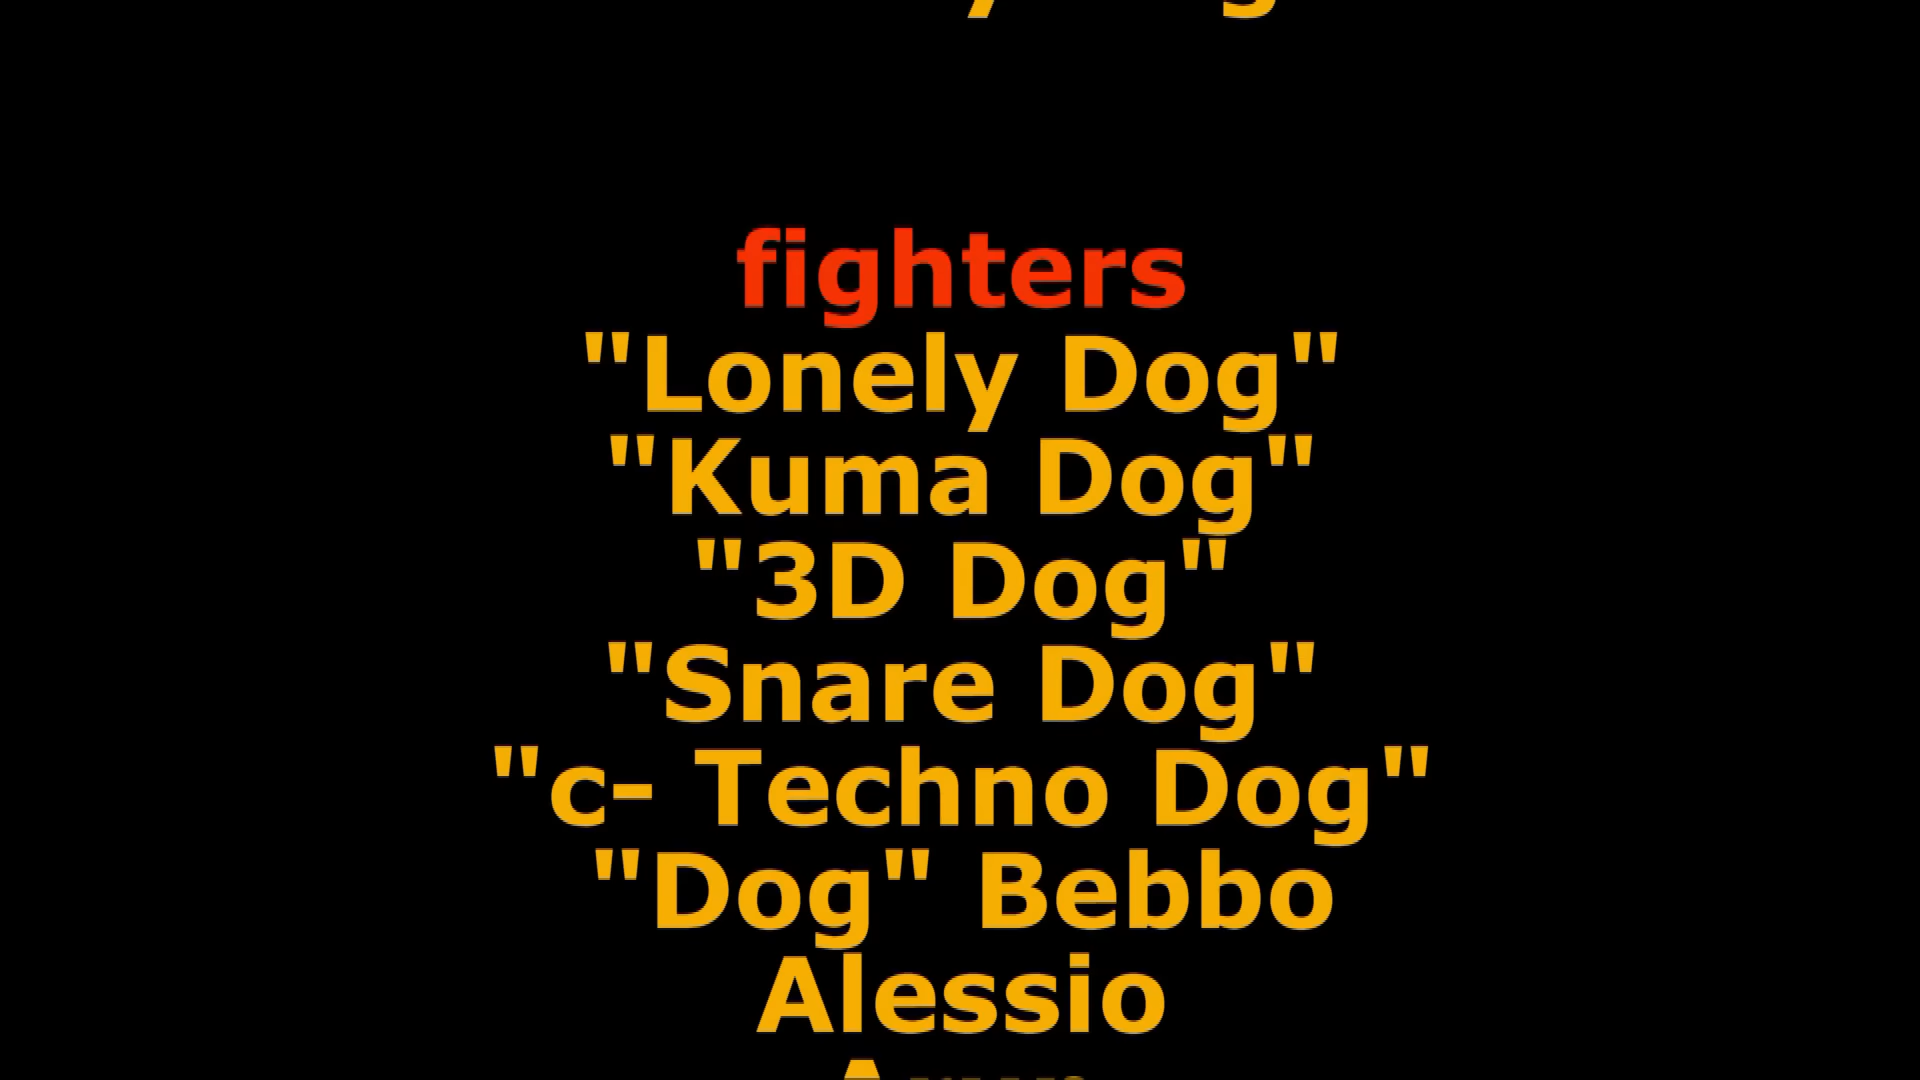 fighters
"Lonely Dog"
"Kuma Dog"
"3D Dog"
"Snare Dog"
"c- Techno Dog"
"Dog" Bebbo
Alessio